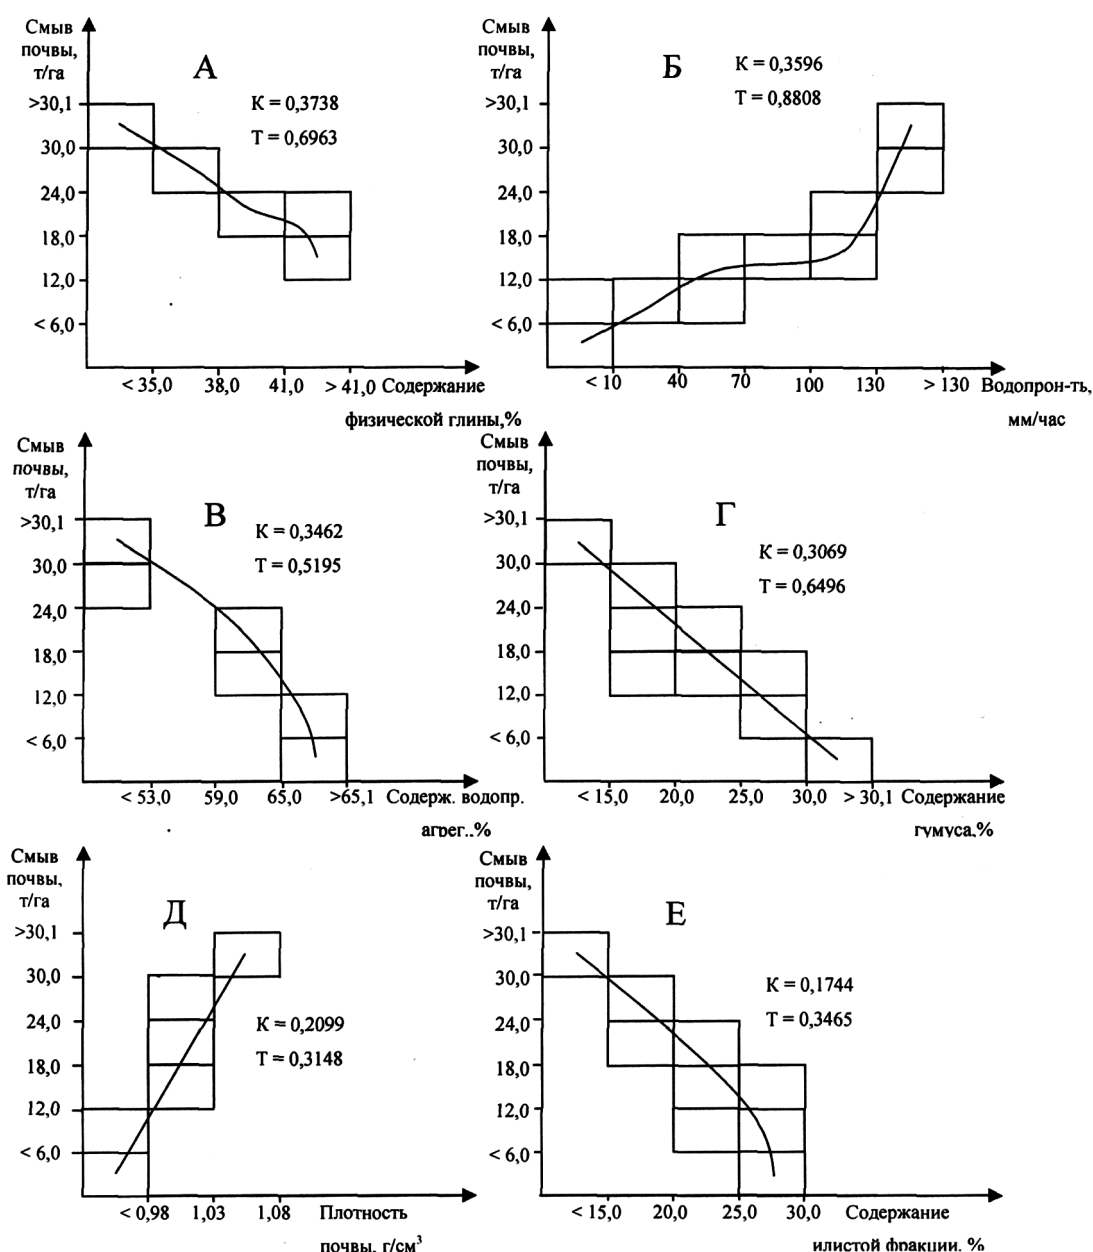 Смыв
почвы,
т/га
А
K = 0,3738
T = 0,6963
>30,1
30,0
24,0
18,0
12,0
< 6,0
< 35,0 38,0 41,0 > 41,0 Содержание
физической глины,%
Смыв
почвы,
т/га
Б
K = 0,3596
T = 0,8808
>30,1
30,0
24,0
18,0
12,0
< 6,0
< 10 40 70 100 130 > 130 Водопрон-ть,
мм/час
Смыв
почвы,
т/га
В
K = 0,3462
T = 0,5195
>30,1
30,0
24,0
18,0
12,0
< 6,0
< 53,0 59,0 65,0 >65,1 Содерж. водопр.
агрег.,%
Смыв
почвы,
т/га
Г
K = 0,3069
T = 0,6496
>30,1
30,0
24,0
18,0
12,0
< 6,0
< 15,0 20,0 25,0 30,0 > 30,1 Содержание
гумуса,%
Смыв
почвы,
т/га
Д
K = 0,2099
T = 0,3148
>30,1
30,0
24,0
18,0
12,0
< 6,0
< 0,98 1,03 1,08 Плотность
почвы, г/см³
Смыв
почвы,
т/га
Е
K = 0,1744
T = 0,3465
>30,1
30,0
24,0
18,0
12,0
< 6,0
< 15,0 20,0 25,0 30,0 Содержание
илистой фракции, %